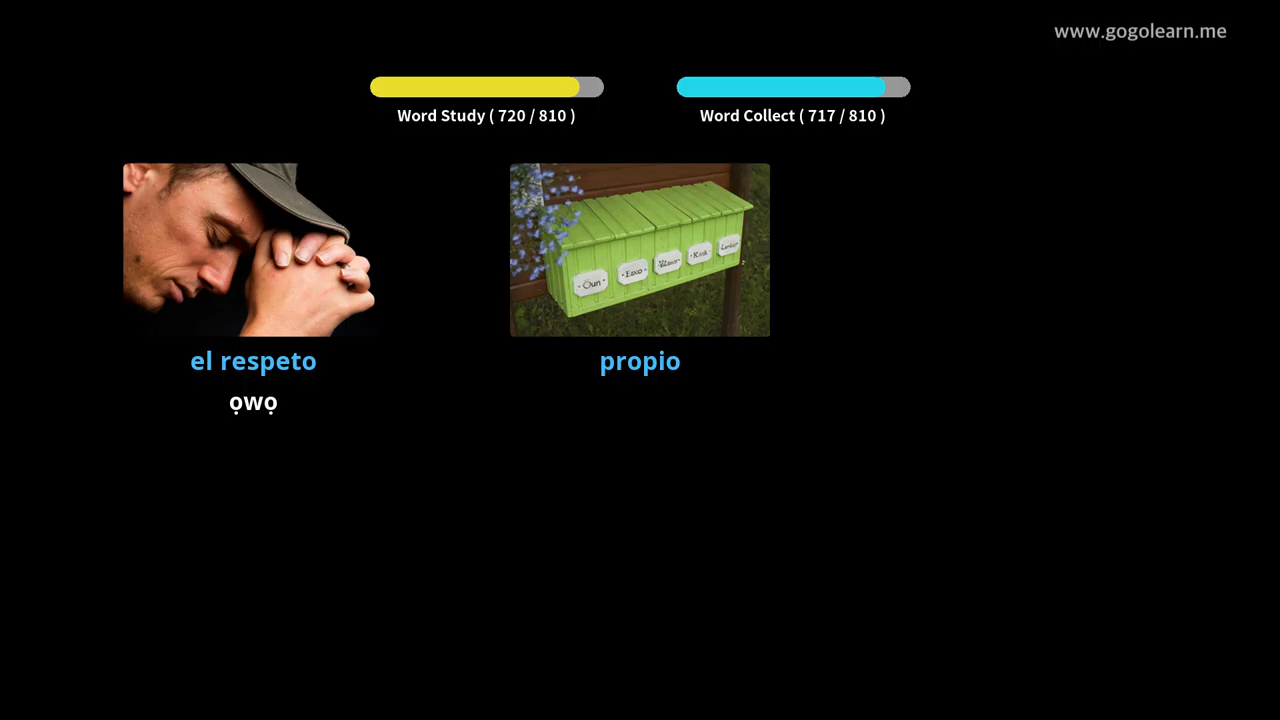 www.gogolearn.me
Word Study ( 720 / 810 )
Word Collect ( 717 / 810 )
el respeto
ọwọ
propio